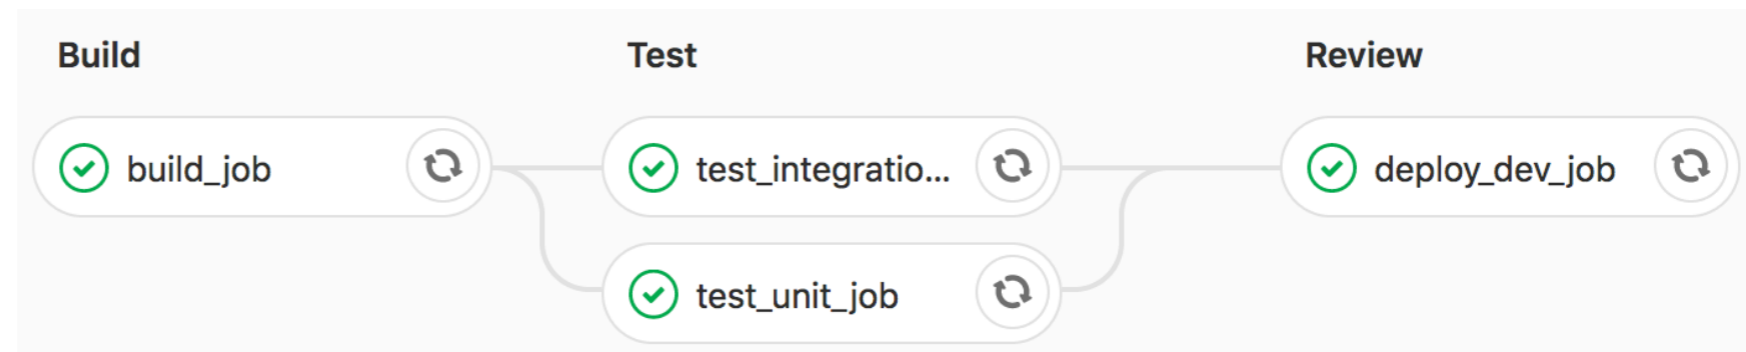 Build
Test
Review
build_job
test_integratio...
deploy_dev_job
test_unit_job